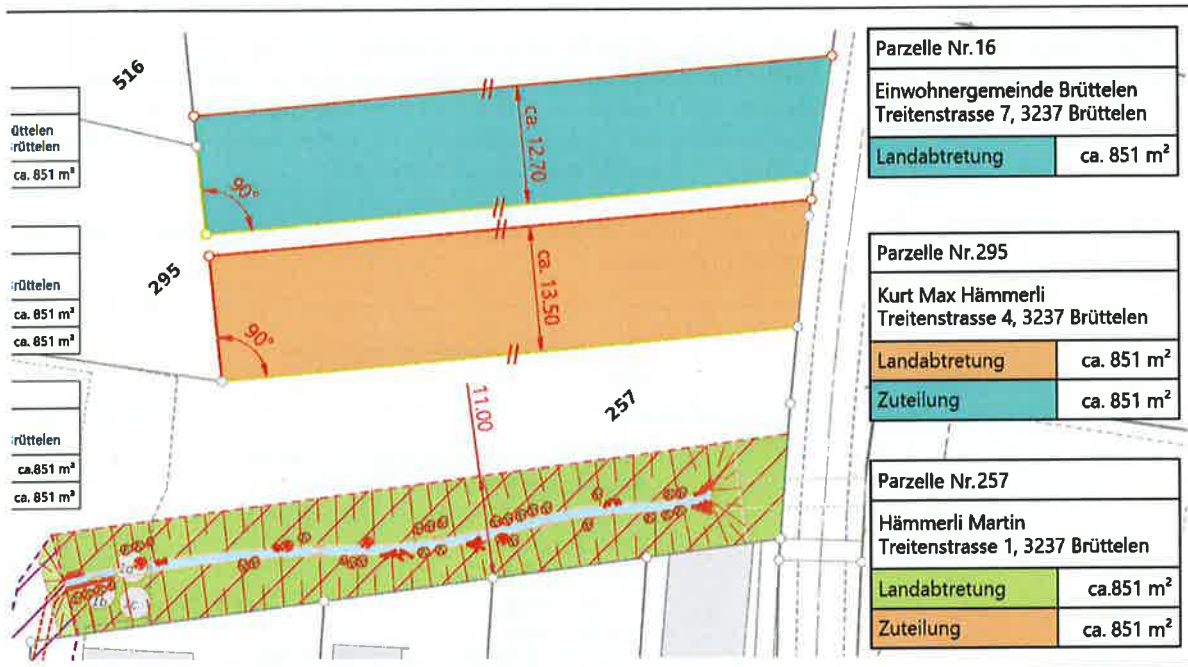 516
295
257
90°
90°
ca. 12.70
ca. 13.50
11.00
rüttelen
ca. 851 m²
rüttelen
ca. 851 m²
ca. 851 m²
rüttelen
ca.851 m²
ca. 851 m²
Parzelle Nr.16
Einwohnergemeinde Brüttelen
Treitenstrasse 7, 3237 Brüttelen
Landabtretung ca. 851 m²
Parzelle Nr.295
Kurt Max Hämmerli
Treitenstrasse 4, 3237 Brüttelen
Landabtretung ca. 851 m²
Zuteilung ca. 851 m²
Parzelle Nr.257
Hämmerli Martin
Treitenstrasse 1, 3237 Brüttelen
Landabtretung ca.851 m²
Zuteilung ca. 851 m²